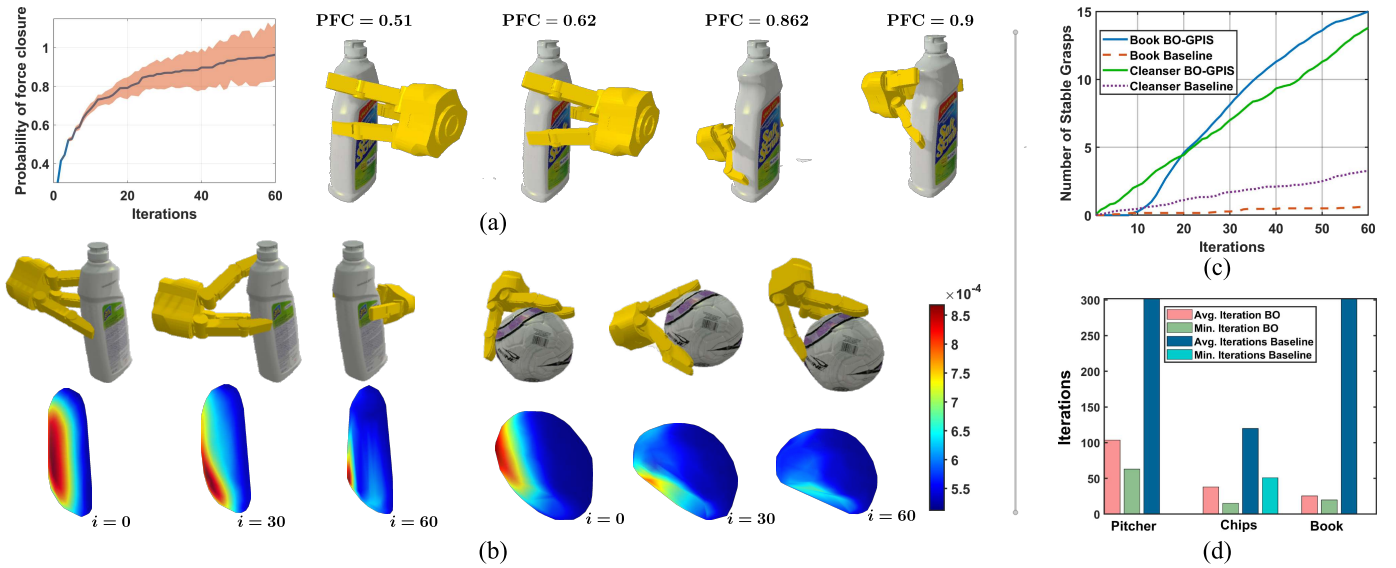 PFC = 0.51
PFC = 0.62
PFC = 0.862
PFC = 0.9
Probability of force closure
1
0.8
0.6
0.4
0
20
40
60
Iterations
(a)
×10⁻⁴
8.5
8
7.5
7
6.5
6
5.5
i = 0
i = 30
i = 60
i = 0
i = 30
i = 60
(b)
Number of Stable Grasps
15
10
5
0
Book BO-GPIS
Book Baseline
Cleanser BO-GPIS
Cleanser Baseline
10
20
30
40
50
60
Iterations
(c)
Iterations
300
250
200
150
100
50
0
Avg. Iteration BO
Min. Iteration BO
Avg. Iterations Baseline
Min. Iterations Baseline
Pitcher
Chips
Book
(d)